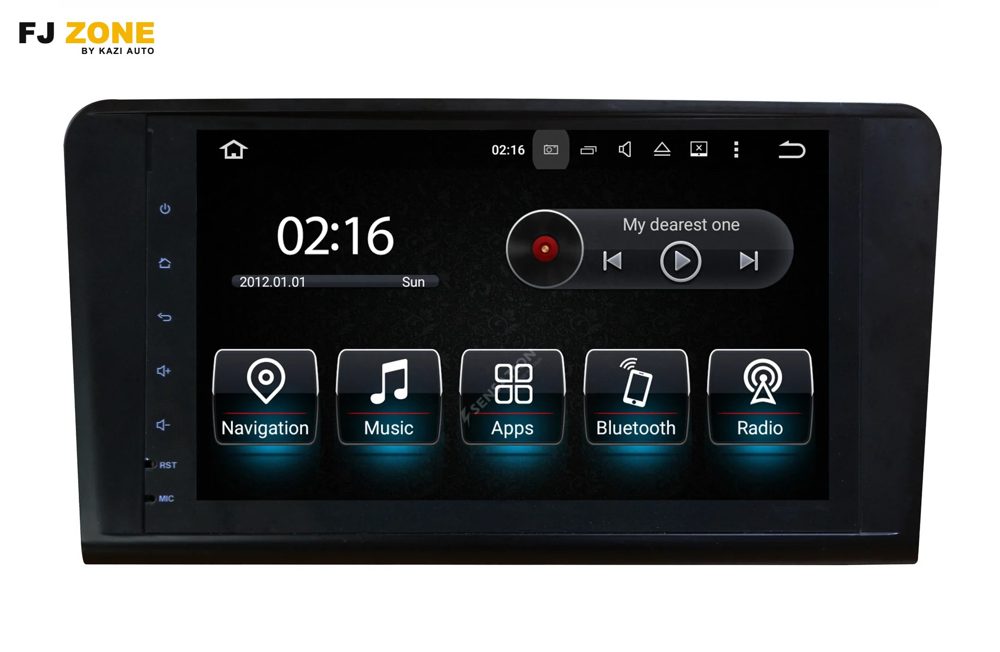 FJ ZONE
BY KAZI AUTO
02:16
02:16
My dearest one
2012.01.01 Sun
Navigation Music Apps Bluetooth Radio
RST
MIC